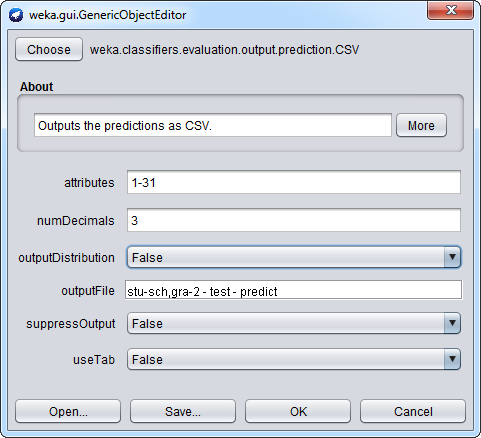 weka.gui.GenericObjectEditor
Choose weka.classifiers.evaluation.output.prediction.CSV
About
Outputs the predictions as CSV. More
attributes 1-31
numDecimals 3
outputDistribution False
outputFile stu-sch,gra-2 - test - predict
suppressOutput False
useTab False
Open... Save... OK Cancel